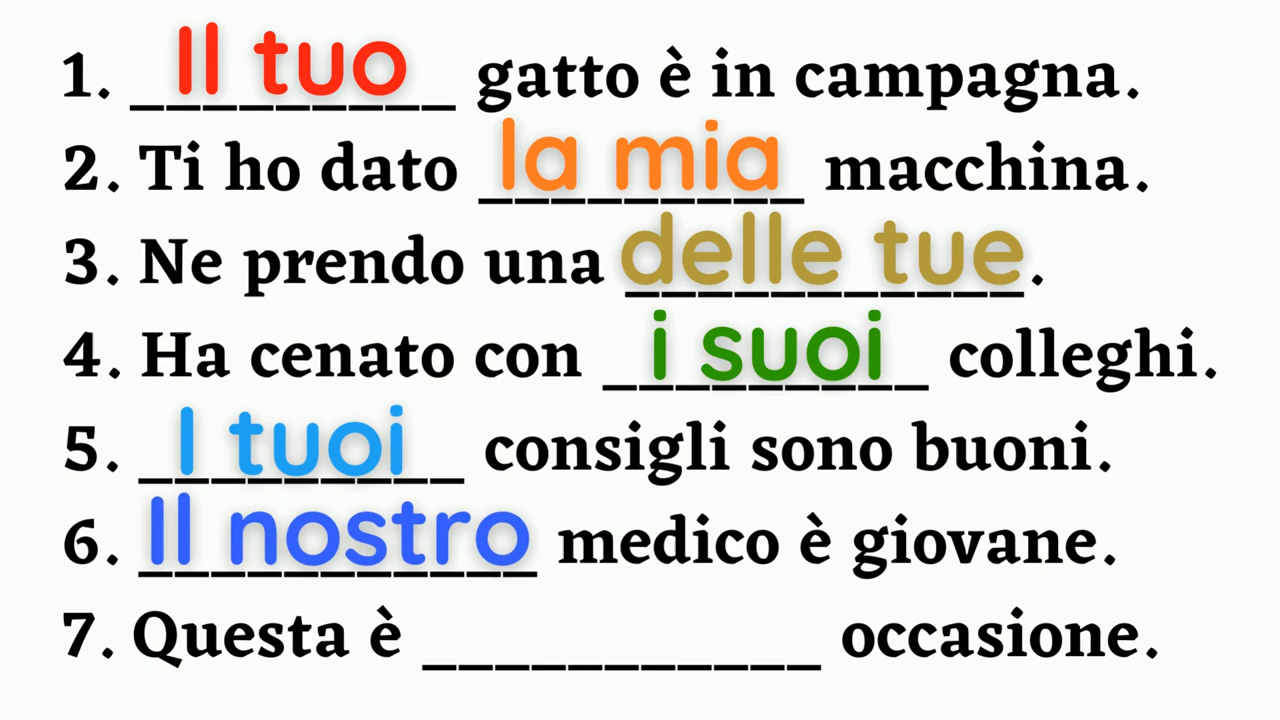 1. Il tuo gatto è in campagna.
2. Ti ho dato la mia macchina.
3. Ne prendo una delle tue.
4. Ha cenato con i suoi colleghi.
5. I tuoi consigli sono buoni.
6. Il nostro medico è giovane.
7. Questa è ___________ occasione.